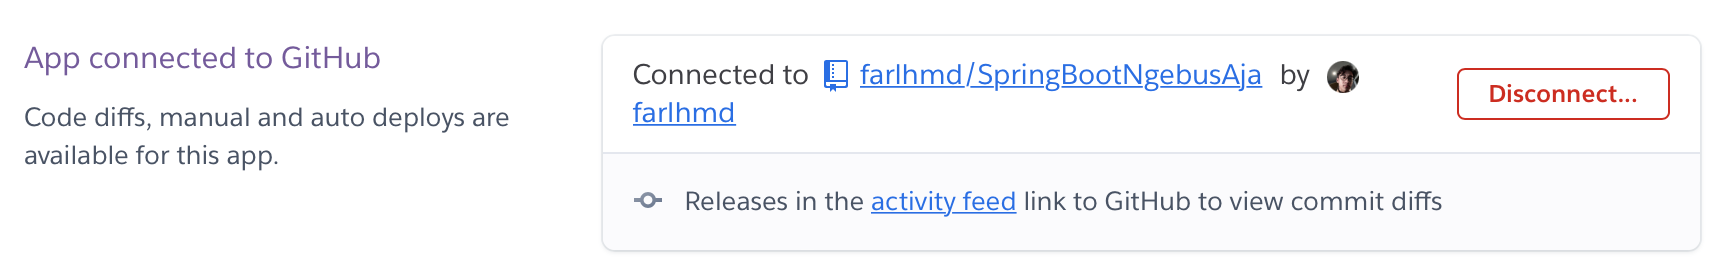 App connected to GitHub
Code diffs, manual and auto deploys are
available for this app.
Connected to farlhmd/SpringBootNgebusAja by
farlhmd
Disconnect...
Releases in the activity feed link to GitHub to view commit diffs